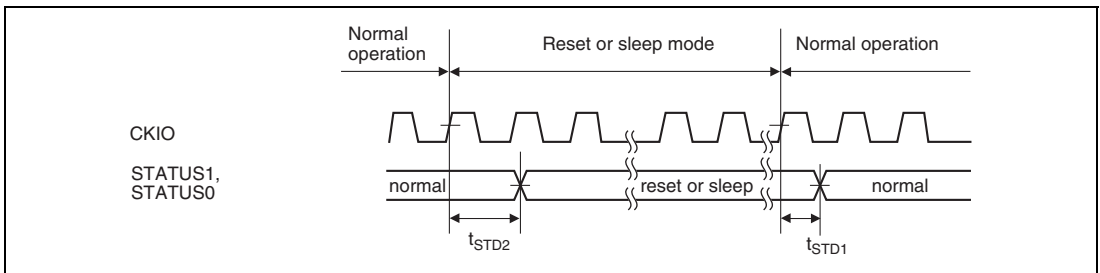 Normal
operation
Reset or sleep mode
Normal operation
CKIO
STATUS1,
STATUS0
normal
reset or sleep
normal
tSTD2
tSTD1